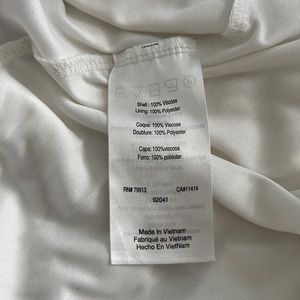 Shell : 100% Viscose
Lining: 100% Polyester
Coque: 100% Viscose
Doublure: 100% Polyester
Capa: 100%viscosa
Forro: 100% poliéster
RN# 79913 CA#11414
92041
Made In Vietnam
Fabriqué au Vietnam
Hecho En VietNam